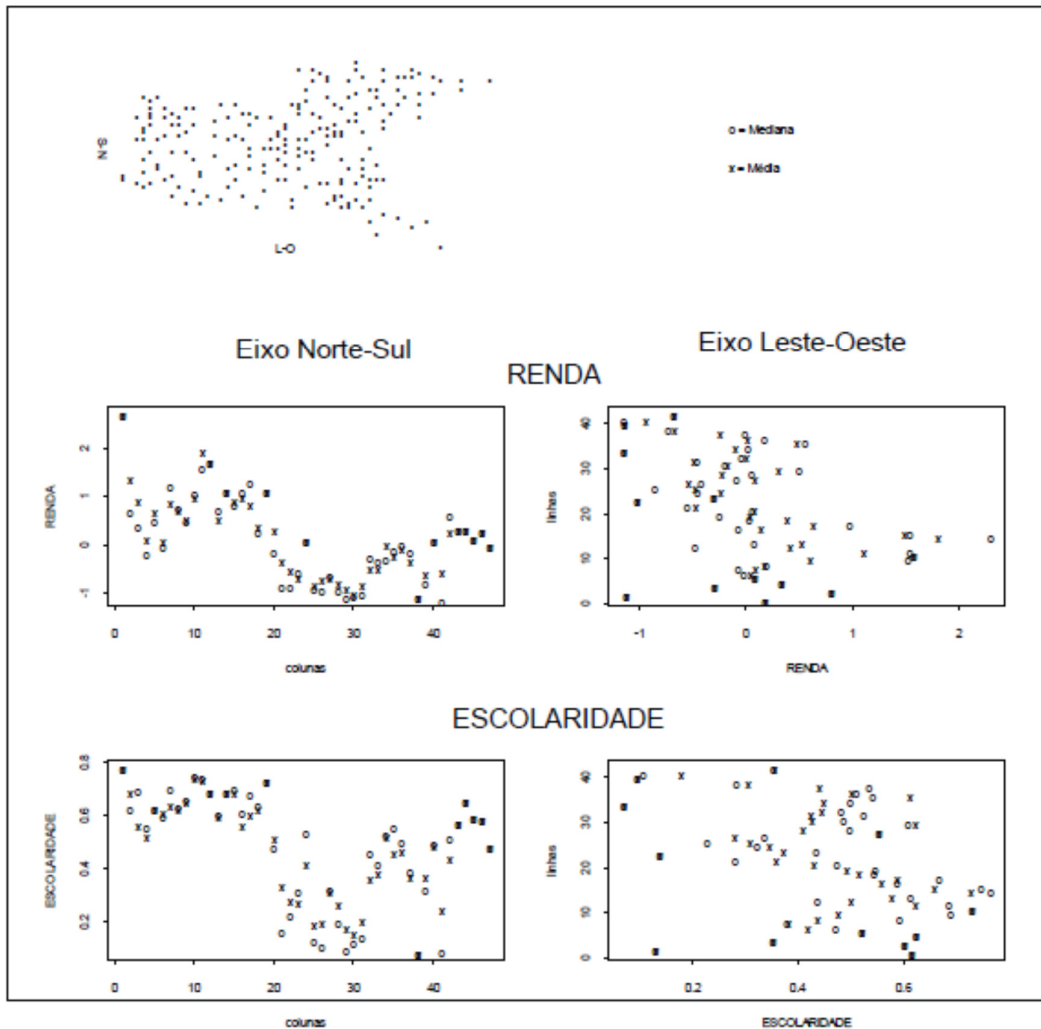 N-S
L-O
o = Mediana
x = Média
Eixo Norte-Sul
Eixo Leste-Oeste
RENDA
RENDA
2
1
0
-1
0
10
20
30
40
colunas
linhas
40
30
20
10
0
-1
0
1
2
RENDA
ESCOLARIDADE
ESCOLARIDADE
0.8
0.6
0.4
0.2
0
10
20
30
40
colunas
linhas
40
30
20
10
0
0.2
0.4
0.6
ESCOLARIDADE